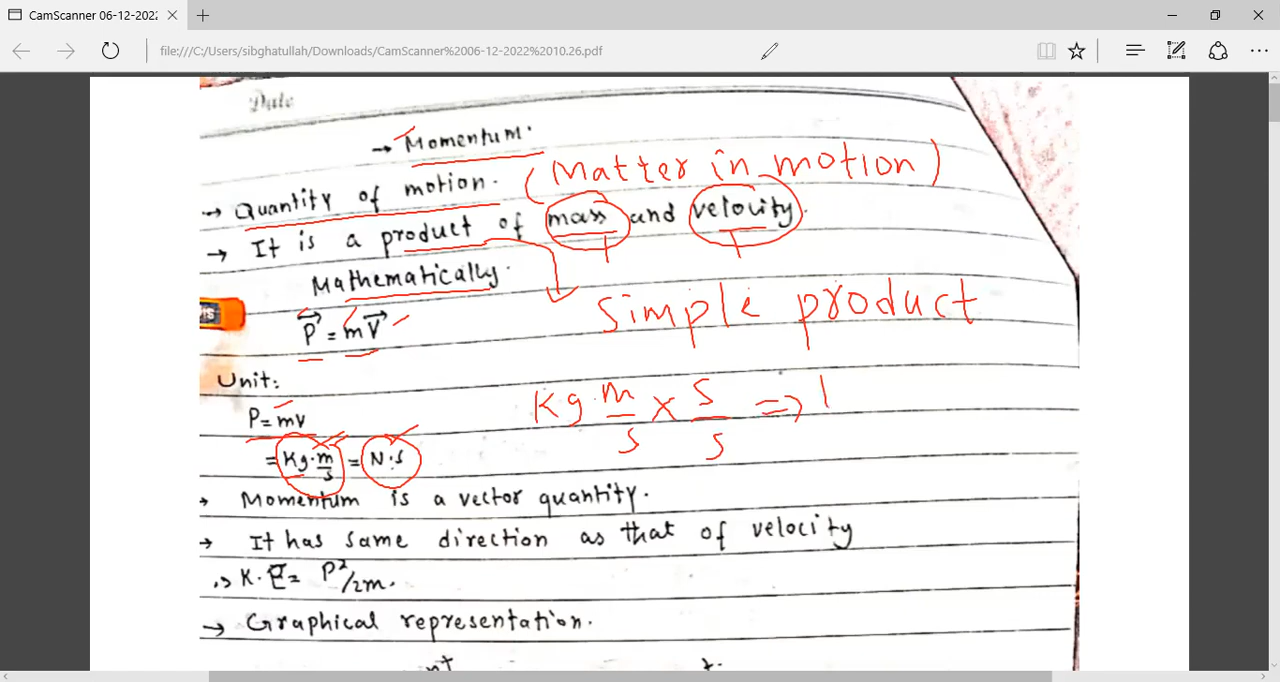 CamScanner 06-12-2022
file:///C:/Users/sibghatullah/Downloads/CamScanner%2006-12-2022%2010.26.pdf
Date
→ Momentum.
→ Quantity of motion. (Matter in motion)
→ It is a product of mass and velocity.
Mathematically.
Simple product
P⃗ = mV⃗
Unit:
P = mv
Kg m/s × s/s =>
= Kg·m/s = N·s
→ Momentum is a vector quantity.
→ It has same direction as that of velocity
K.E = P²/2m.
→ Graphical representation.